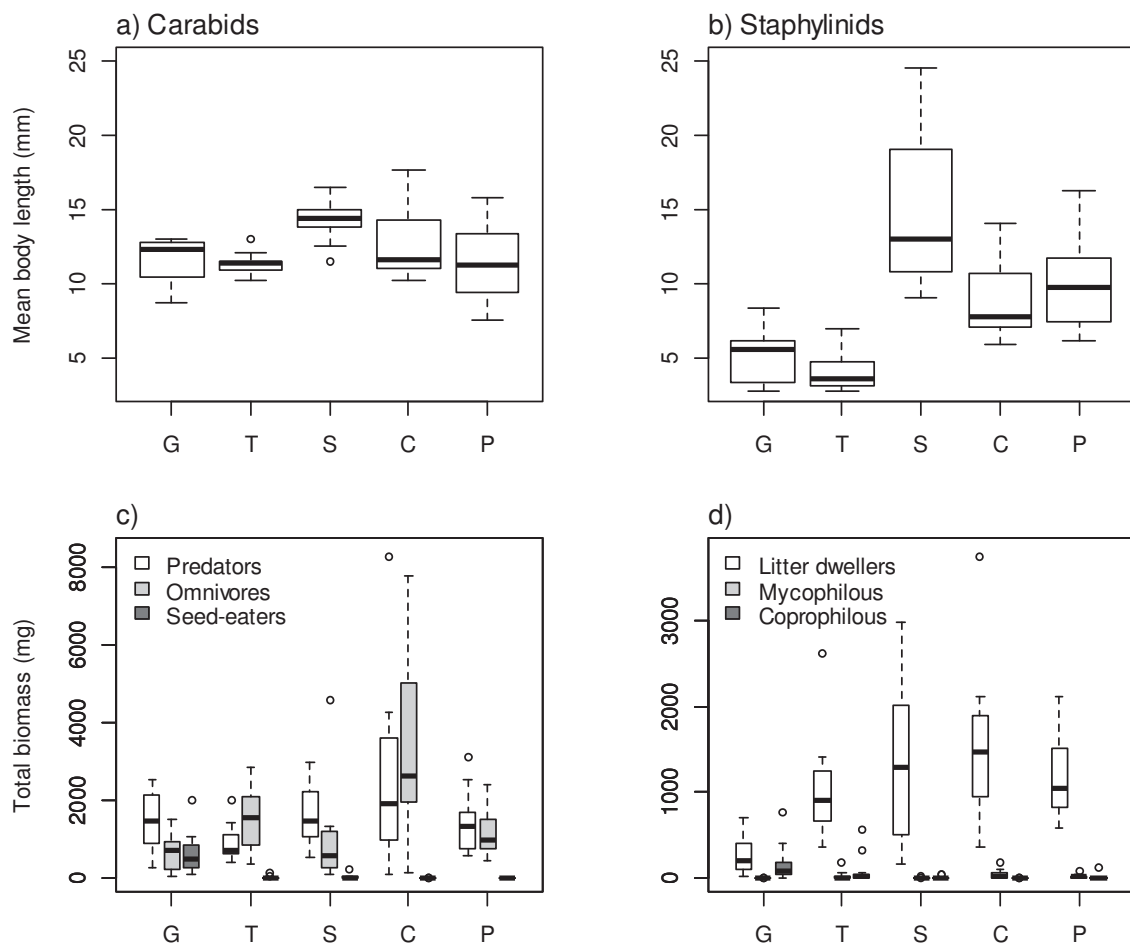 a) Carabids
Mean body length (mm)
25
20
15
10
5
G T S C P
b) Staphylinids
25
20
15
10
5
G T S C P
c)
Total biomass (mg)
8000
6000
4000
2000
0
Predators
Omnivores
Seed-eaters
G T S C P
d)
3000
2000
1000
0
Litter dwellers
Mycophilous
Coprophilous
G T S C P